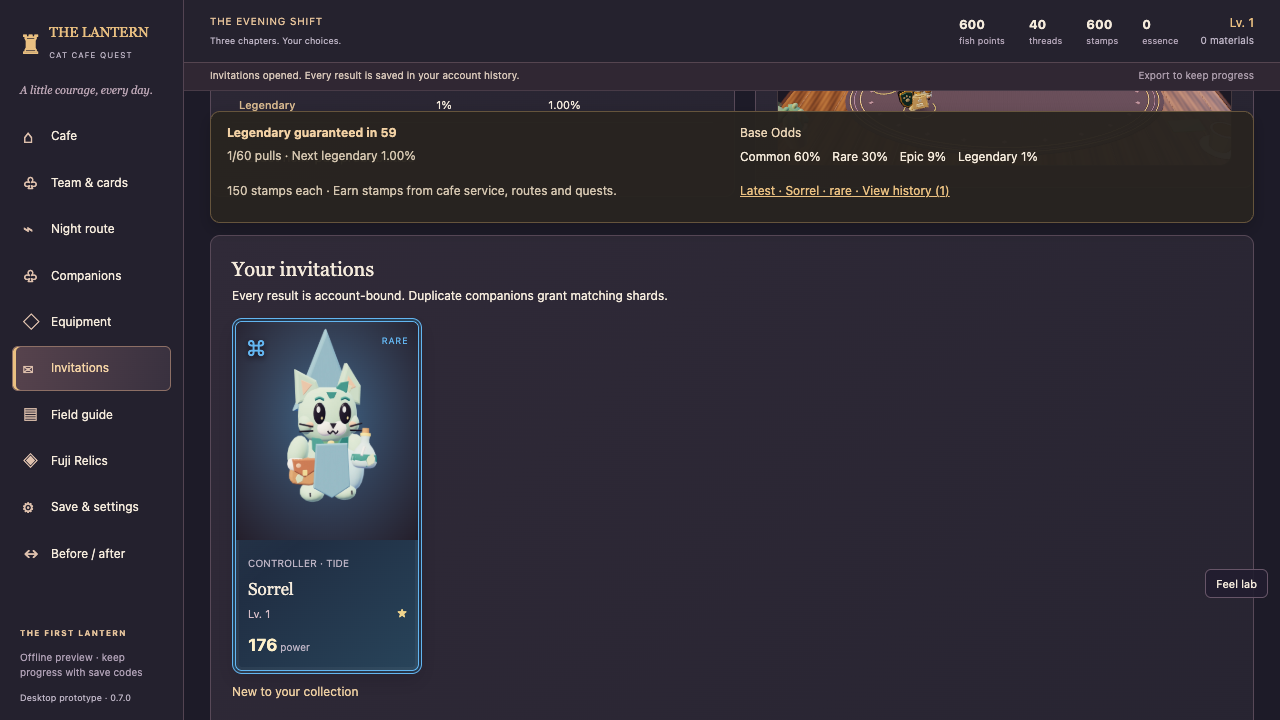 THE LANTERN
CAT CAFE QUEST
A little courage, every day.
Cafe
Team & cards
Night route
Companions
Equipment
Invitations
Field guide
Fuji Relics
Save & settings
Before / after
THE FIRST LANTERN
Offline preview · keep
progress with save codes
Desktop prototype · 0.7.0
THE EVENING SHIFT
Three chapters. Your choices.
600 fish points
40 threads
600 stamps
0 essence
Lv. 1
0 materials
Invitations opened. Every result is saved in your account history.
Export to keep progress
Legendary 1% 1.00%
Legendary guaranteed in 59
1/60 pulls · Next legendary 1.00%
150 stamps each · Earn stamps from cafe service, routes and quests.
Base Odds
Common 60% Rare 30% Epic 9% Legendary 1%
Latest · Sorrel · rare · View history (1)
Your invitations
Every result is account-bound. Duplicate companions grant matching shards.
RARE
CONTROLLER · TIDE
Sorrel
Lv. 1
176 power
New to your collection
Feel lab